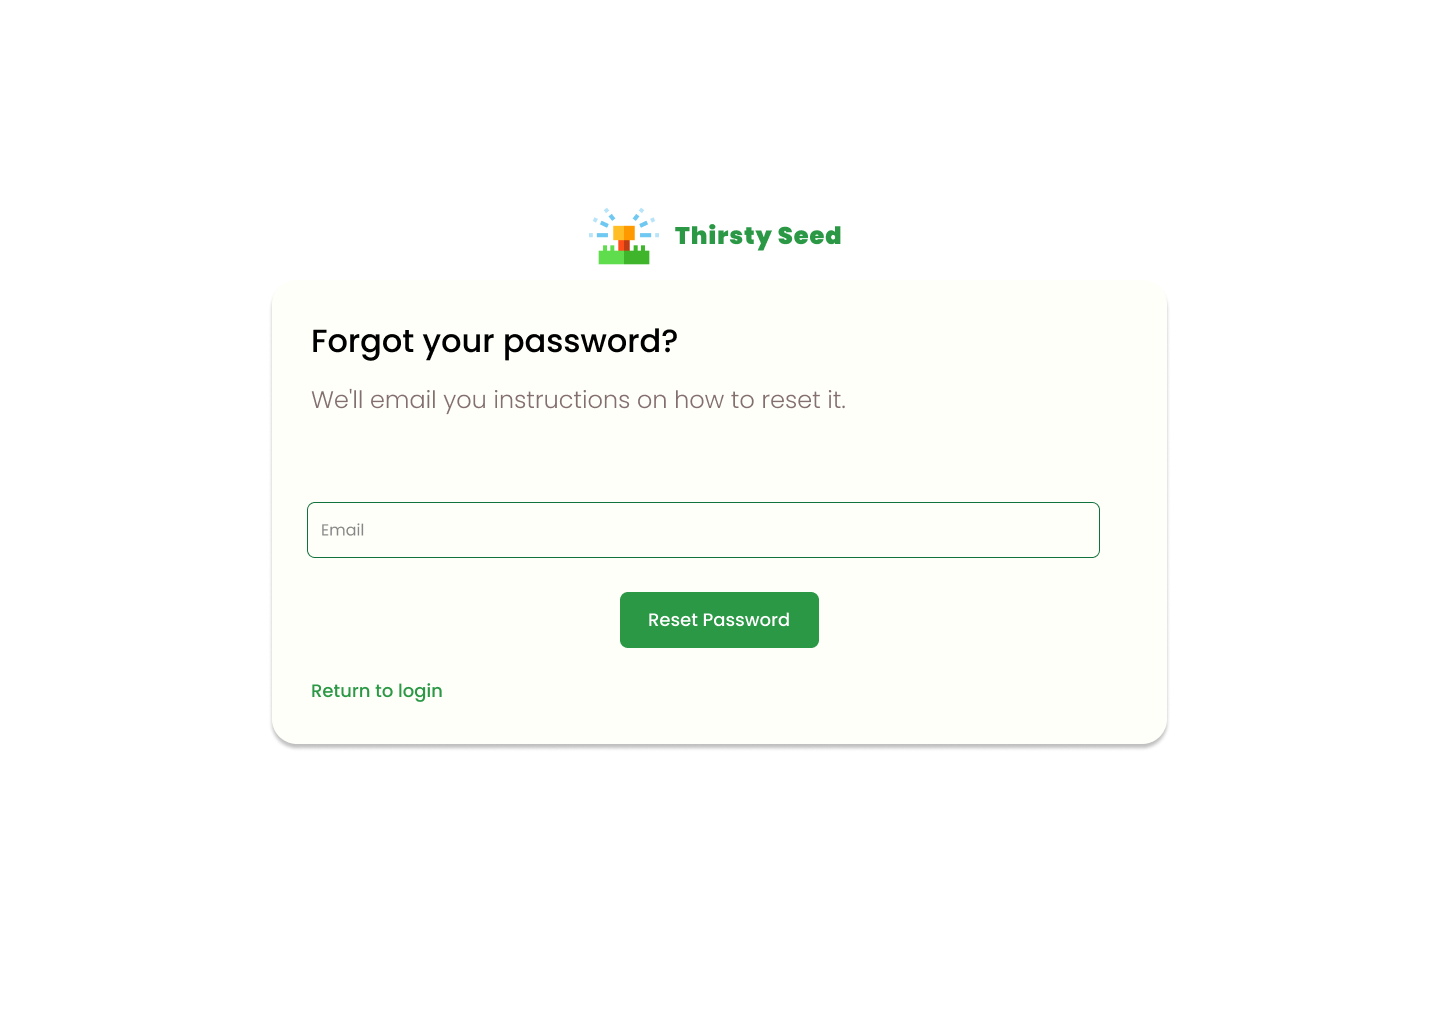 Thirsty Seed
Forgot your password?
We'll email you instructions on how to reset it.
Email
Reset Password
Return to login